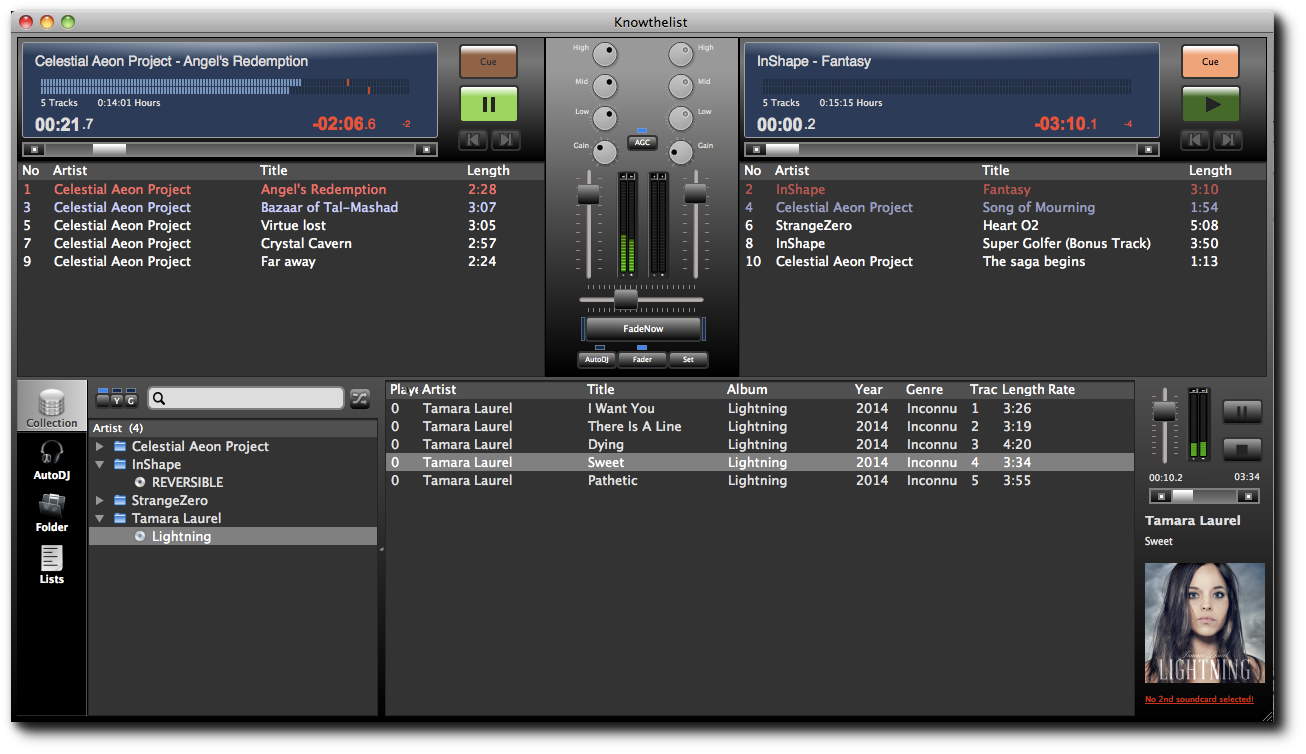 Knowthelist
Celestial Aeon Project - Angel's Redemption
5 Tracks 0:14:01 Hours
00:21.7 -02:06.6 -2
Cue
No Artist Title Length
1 Celestial Aeon Project Angel's Redemption 2:28
3 Celestial Aeon Project Bazaar of Tal-Mashad 3:07
5 Celestial Aeon Project Virtue lost 3:05
7 Celestial Aeon Project Crystal Cavern 2:57
9 Celestial Aeon Project Far away 2:24
High High
Mid Mid
Low Low
Gain AGC Gain
FadeNow
AutoDJ Fader Set
InShape - Fantasy
5 Tracks 0:15:15 Hours
00:00.2 -03:10.1 -4
Cue
No Artist Title Length
2 InShape Fantasy 3:10
4 Celestial Aeon Project Song of Mourning 1:54
6 StrangeZero Heart O2 5:08
8 InShape Super Golfer (Bonus Track) 3:50
10 Celestial Aeon Project The saga begins 1:13
Collection
AutoDJ
Folder
Lists
Y G
Artist (4)
Celestial Aeon Project
InShape
REVERSIBLE
StrangeZero
Tamara Laurel
Lightning
Playe Artist Title Album Year Genre Trac Length Rate
0 Tamara Laurel I Want You Lightning 2014 Inconnu 1 3:26
0 Tamara Laurel There Is A Line Lightning 2014 Inconnu 2 3:19
0 Tamara Laurel Dying Lightning 2014 Inconnu 3 4:20
0 Tamara Laurel Sweet Lightning 2014 Inconnu 4 3:34
0 Tamara Laurel Pathetic Lightning 2014 Inconnu 5 3:55
00:10.2 03:34
Tamara Laurel
Sweet
Tamara Laurel
LIGHTNING
No 2nd soundcard selected!